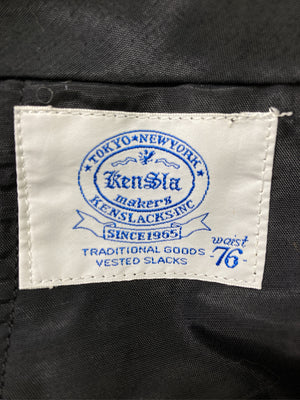 TOKYO★NEWYORK
KenSla
makers
KENSLACKS INC
SINCE 1965
TRADITIONAL GOODS
VESTED SLACKS
waist
-76-